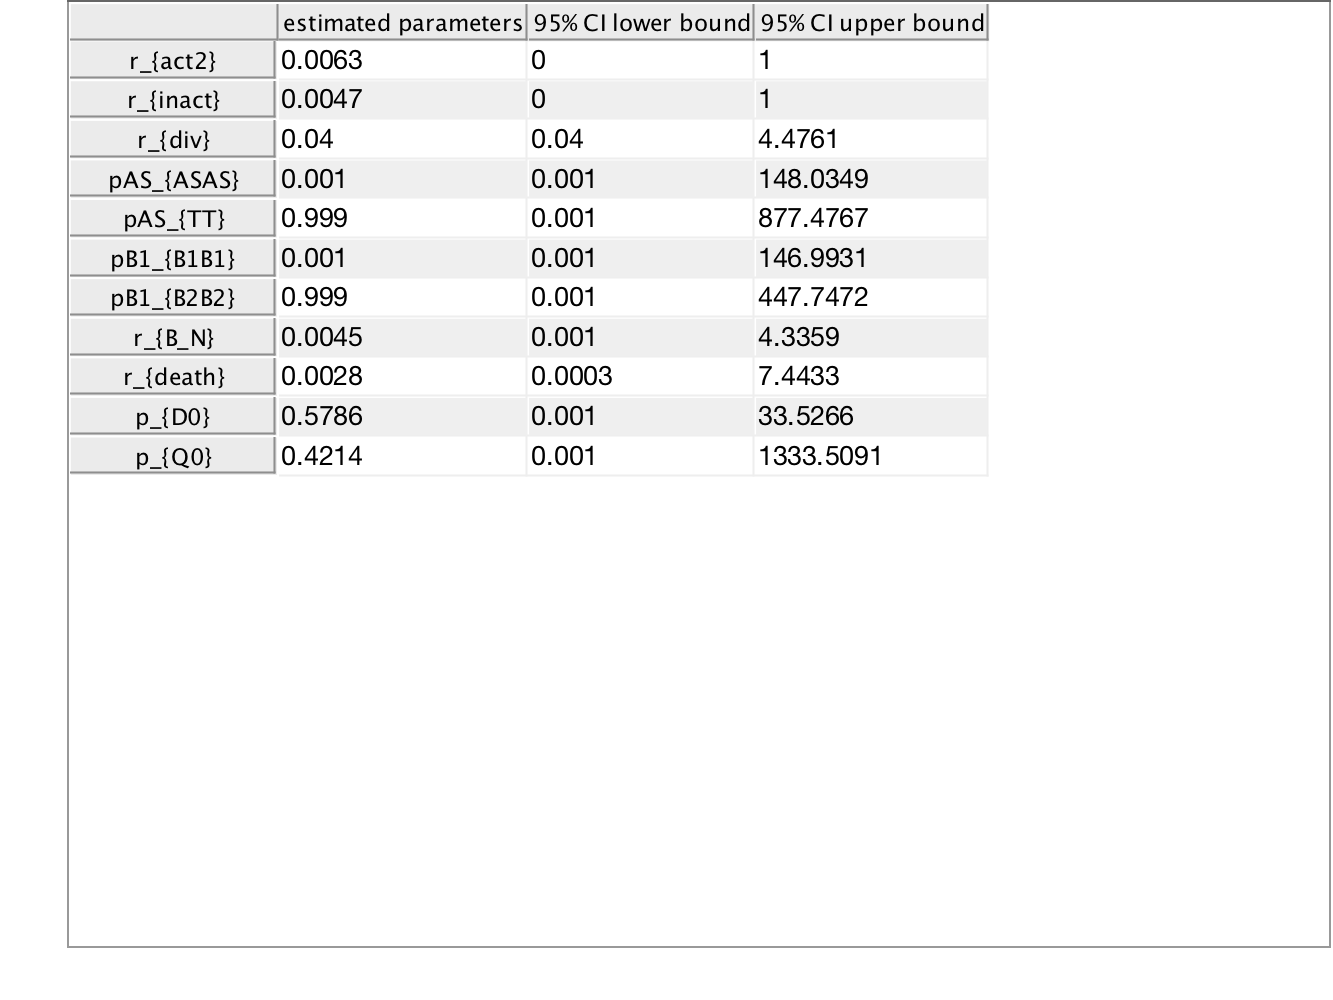 estimated parameters 95% CI lower bound 95% CI upper bound
r_{act2} 0.0063 0 1
r_{inact} 0.0047 0 1
r_{div} 0.04 0.04 4.4761
pAS_{ASAS} 0.001 0.001 148.0349
pAS_{TT} 0.999 0.001 877.4767
pB1_{B1B1} 0.001 0.001 146.9931
pB1_{B2B2} 0.999 0.001 447.7472
r_{B_N} 0.0045 0.001 4.3359
r_{death} 0.0028 0.0003 7.4433
p_{D0} 0.5786 0.001 33.5266
p_{Q0} 0.4214 0.001 1333.5091